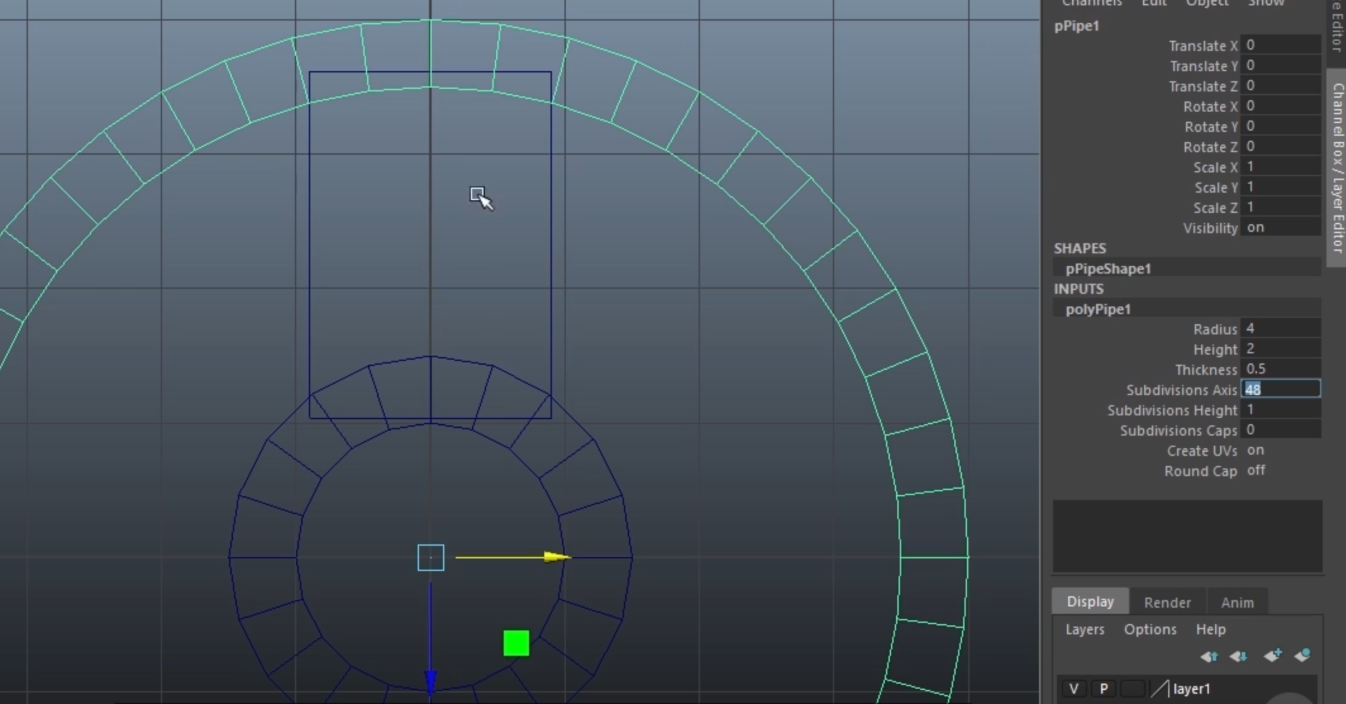 Channels Edit Object Show
e Editor
pPipe1
Translate X 0
Translate Y 0
Translate Z 0
Rotate X 0
Rotate Y 0
Rotate Z 0
Scale X 1
Scale Y 1
Scale Z 1
Visibility on
Channel Box / Layer Editor
SHAPES
pPipeShape1
INPUTS
polyPipe1
Radius 4
Height 2
Thickness 0.5
Subdivisions Axis 48
Subdivisions Height 1
Subdivisions Caps 0
Create UVs on
Round Cap off
Display Render Anim
Layers Options Help
V P layer1